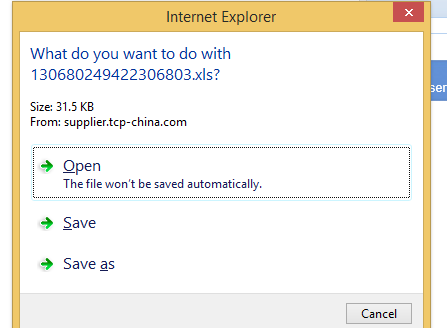 Internet Explorer
What do you want to do with
130680249422306803.xls?
Size: 31.5 KB
From: supplier.tcp-china.com
Open
The file won't be saved automatically.
Save
Save as
Cancel
ser